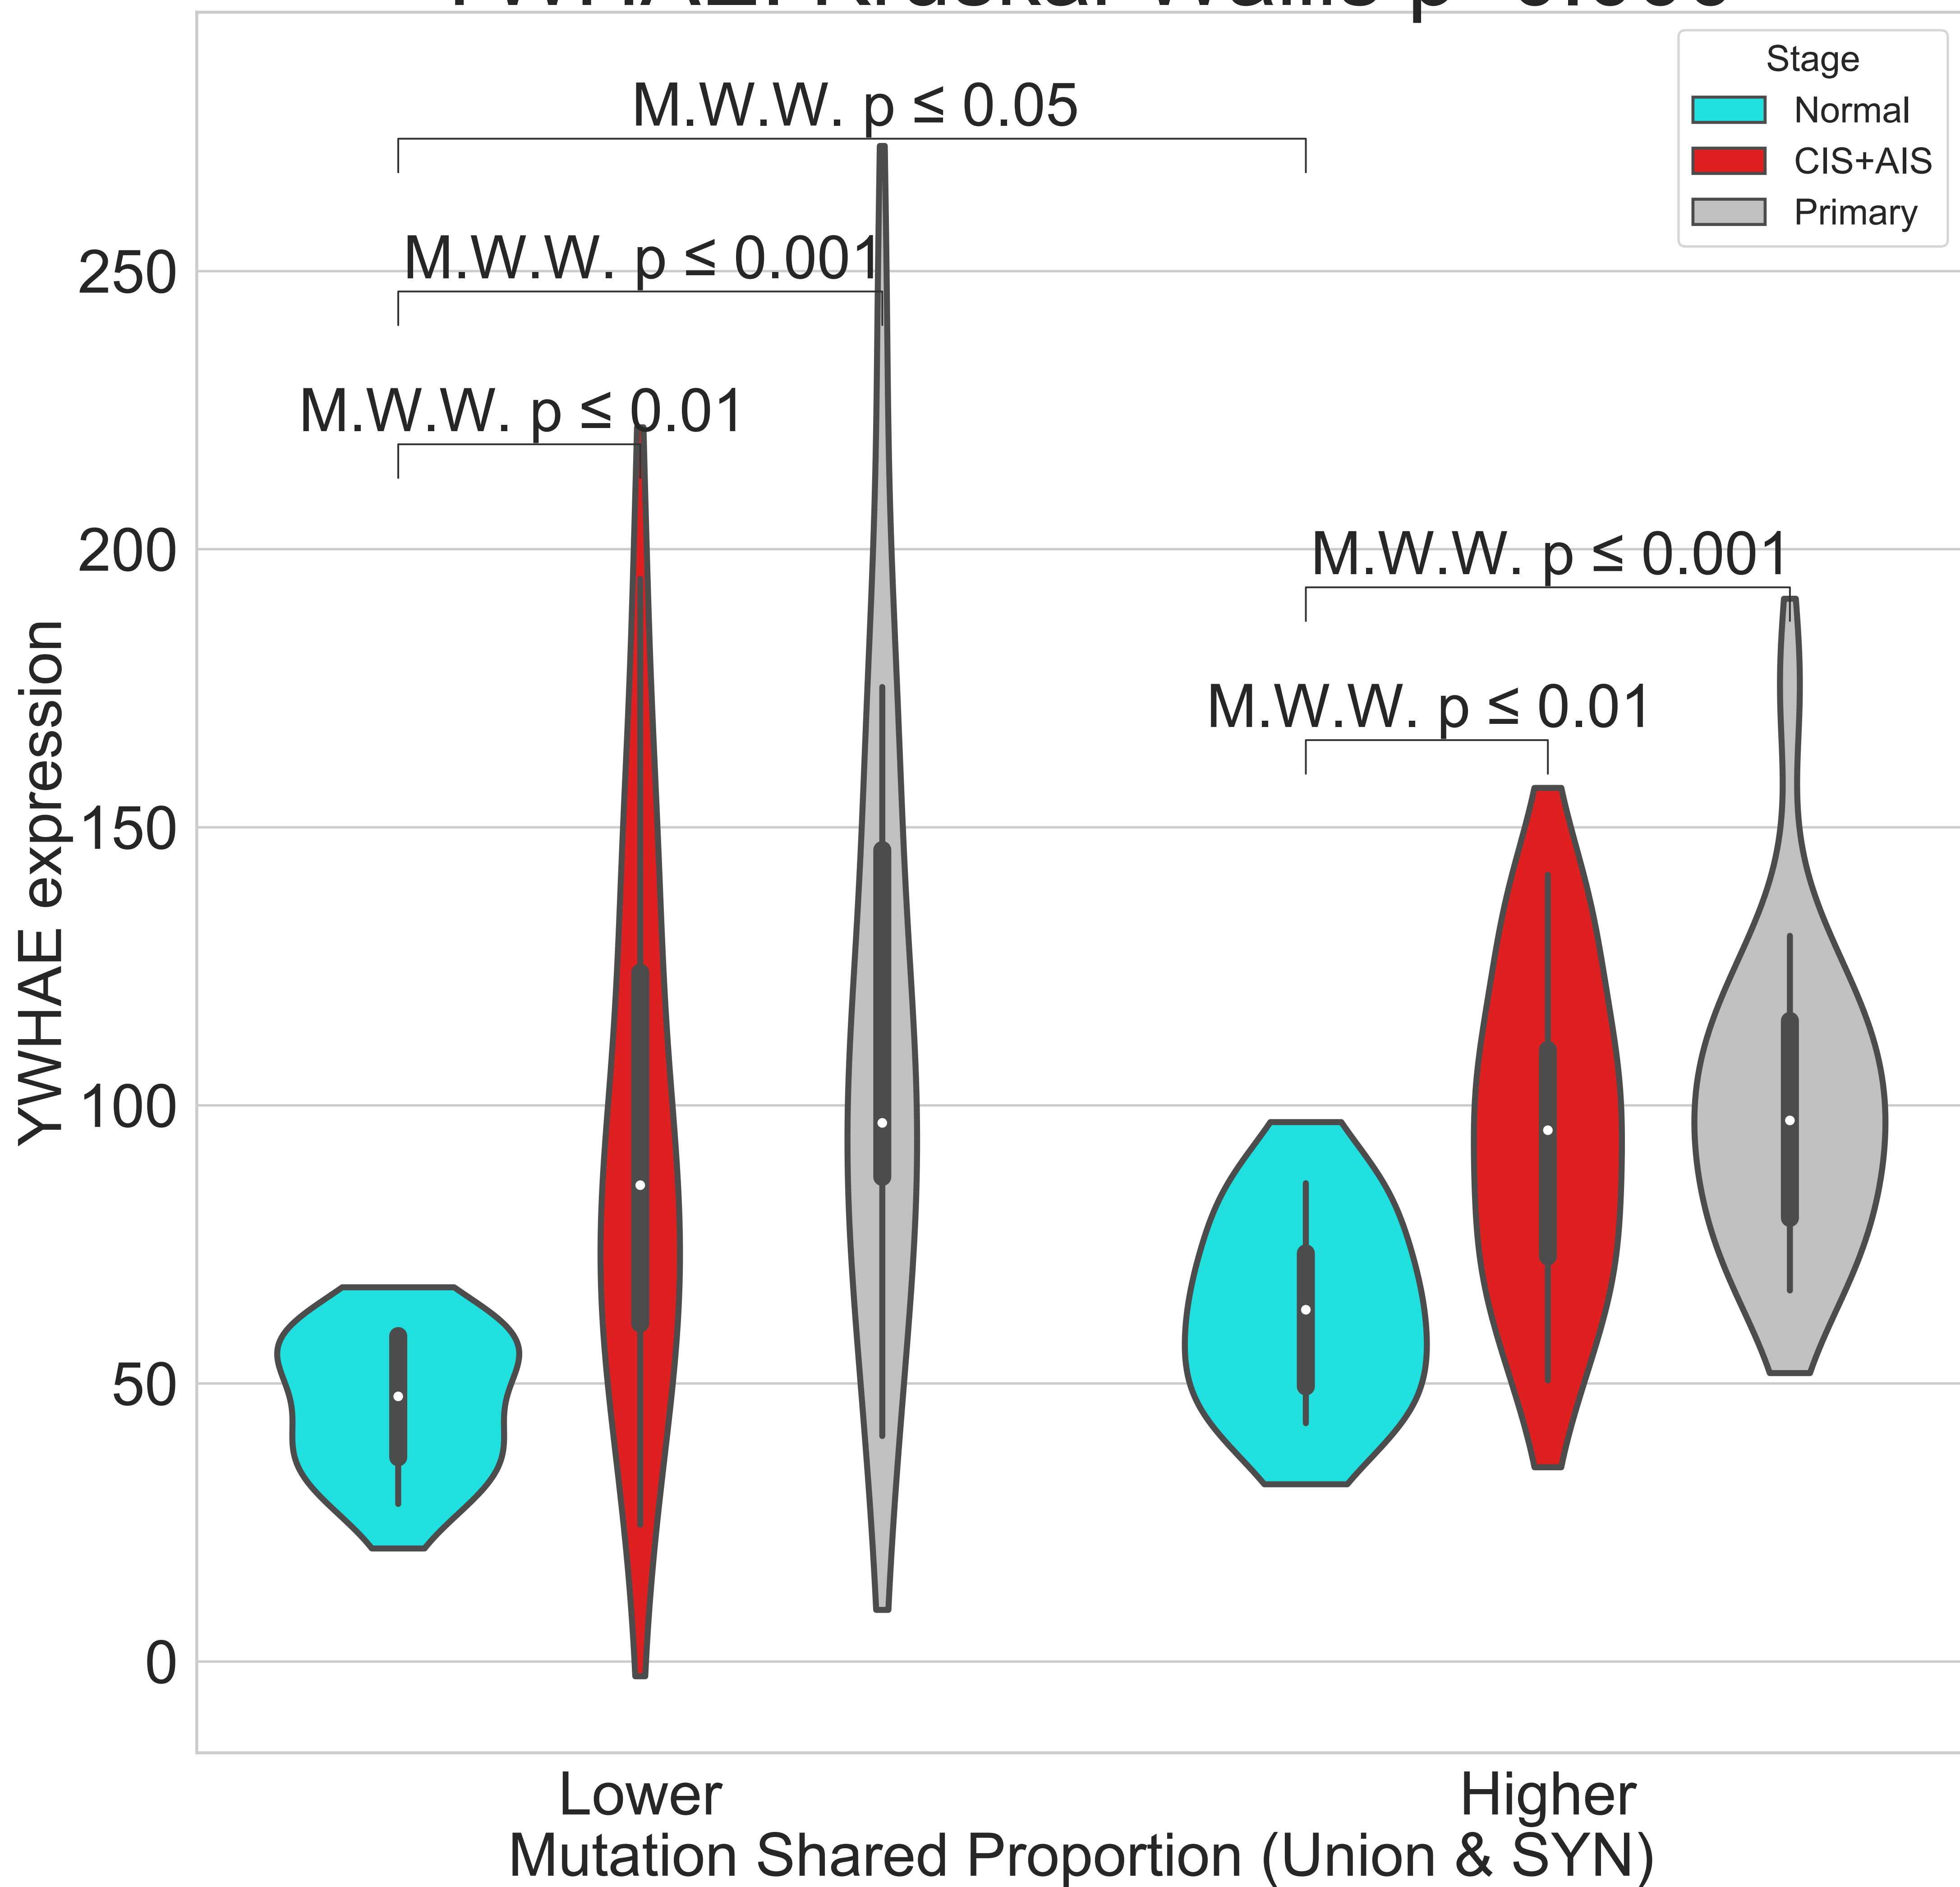 Stage
Normal
CIS+AIS
Primary
M.W.W. p ≤ 0.05
M.W.W. p ≤ 0.001
M.W.W. p ≤ 0.01
M.W.W. p ≤ 0.001
M.W.W. p ≤ 0.01
YWHAE expression
250
200
150
100
50
0
Lower
Higher
Mutation Shared Proportion (Union & SYN)